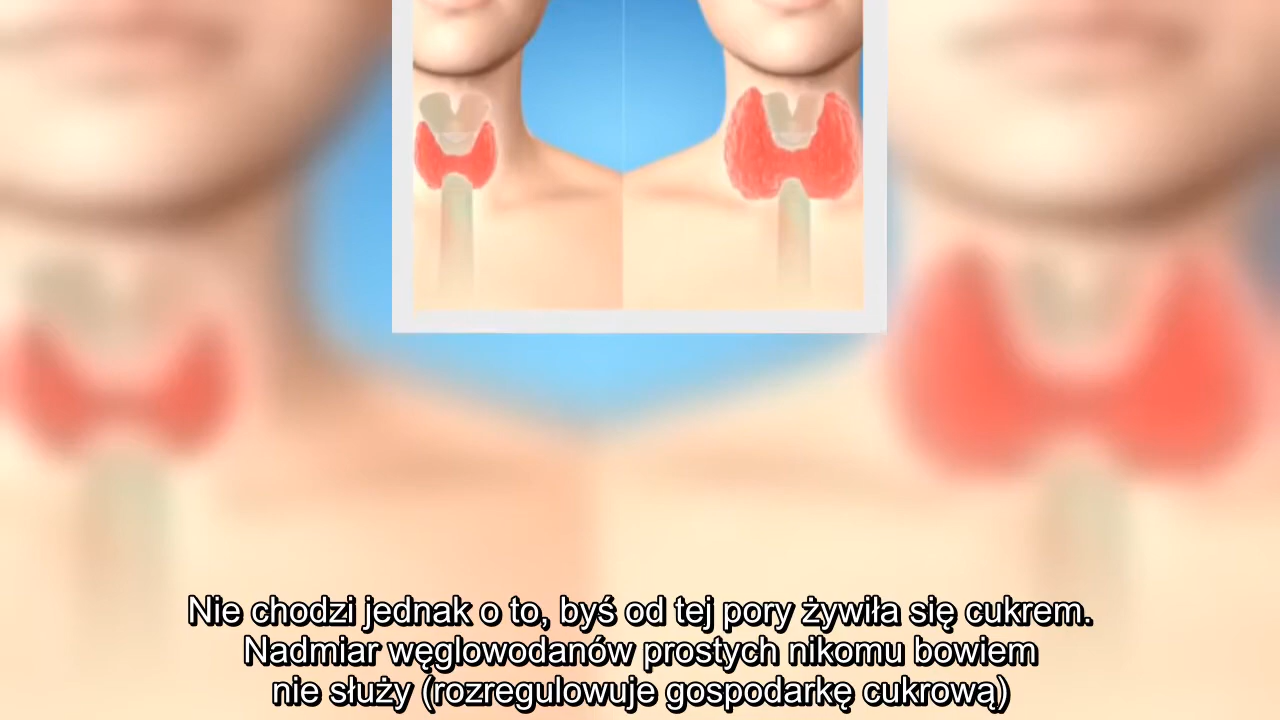 Nie chodzi jednak o to, byś od tej pory żywiła się cukrem.
Nadmiar węglowodanów prostych nikomu bowiem
nie służy (rozregulowuje gospodarkę cukrową)